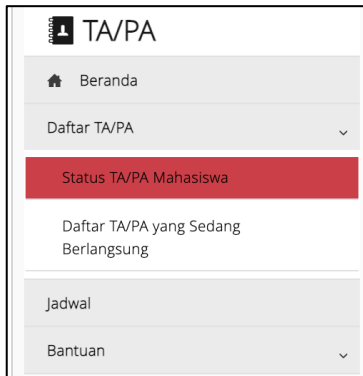 TA/PA
Beranda
Daftar TA/PA
Status TA/PA Mahasiswa
Daftar TA/PA yang Sedang
Berlangsung
Jadwal
Bantuan